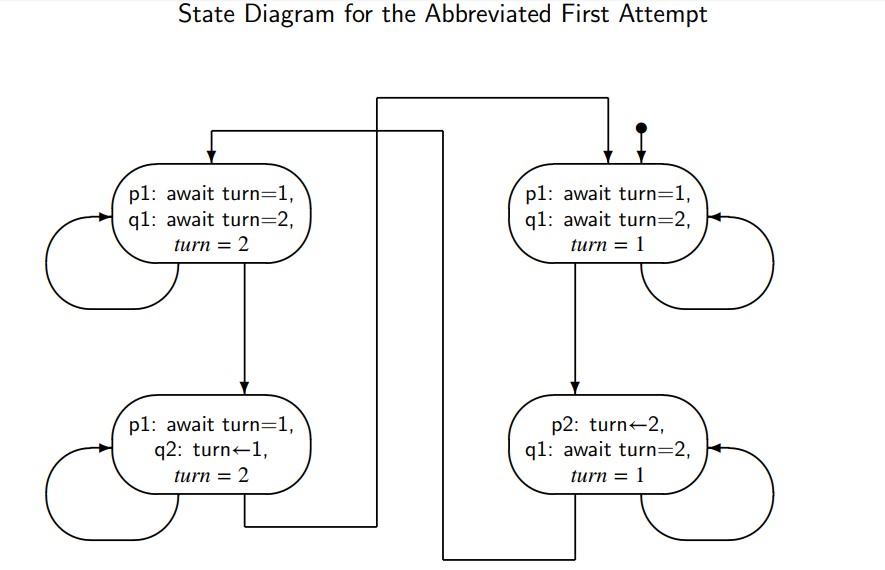 State Diagram for the Abbreviated First Attempt
p1: await turn=1,
q1: await turn=2,
turn = 2
p1: await turn=1,
q1: await turn=2,
turn = 1
p1: await turn=1,
q2: turn←1,
turn = 2
p2: turn←2,
q1: await turn=2,
turn = 1